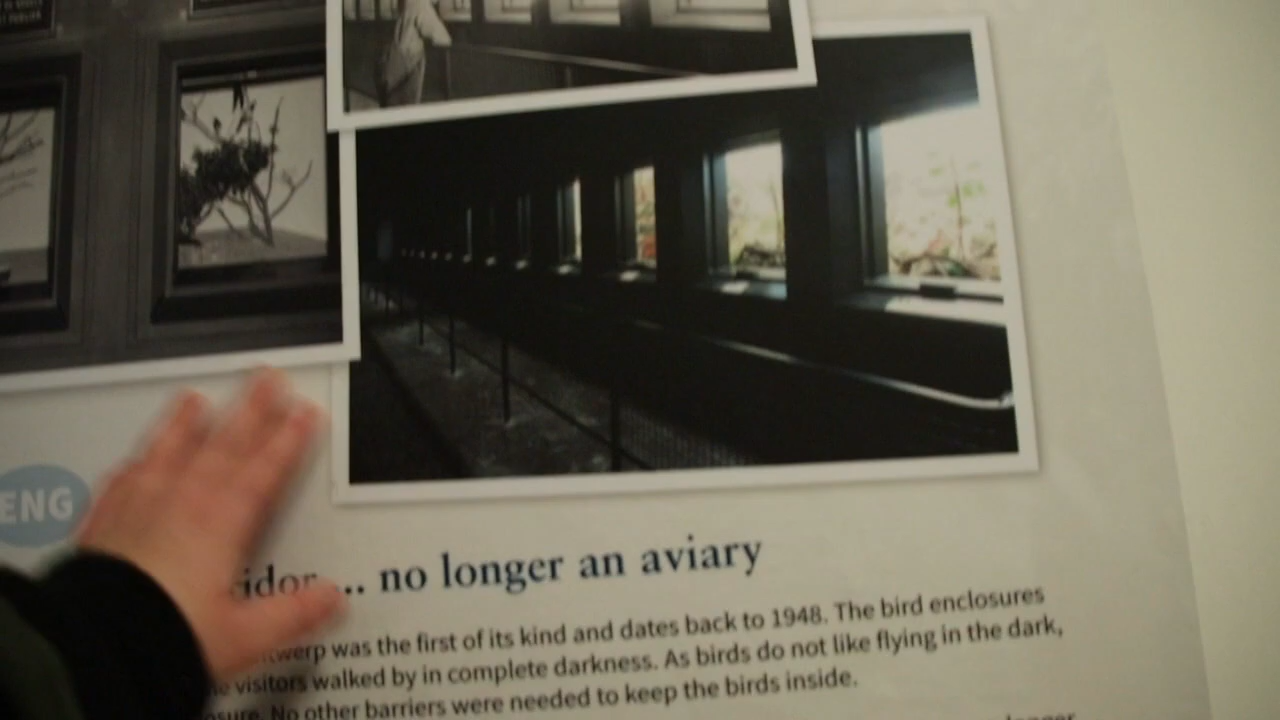 ENG
... no longer an aviary
was the first of its kind and dates back to 1948. The bird enclosures
visitors walked by in complete darkness. As birds do not like flying in the dark,
No other barriers were needed to keep the birds inside.
longer